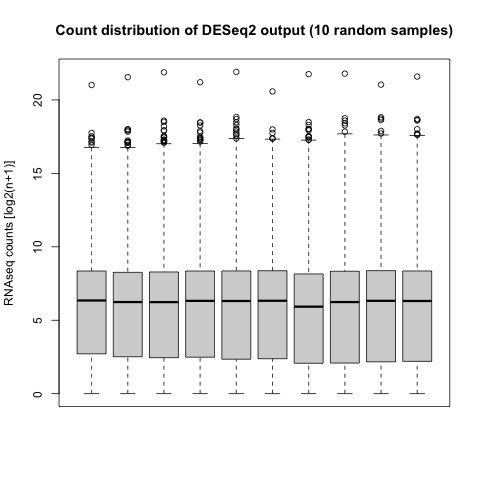 Count distribution of DESeq2 output (10 random samples)
RNAseq counts [log2(n+1)]
20
15
10
5
0